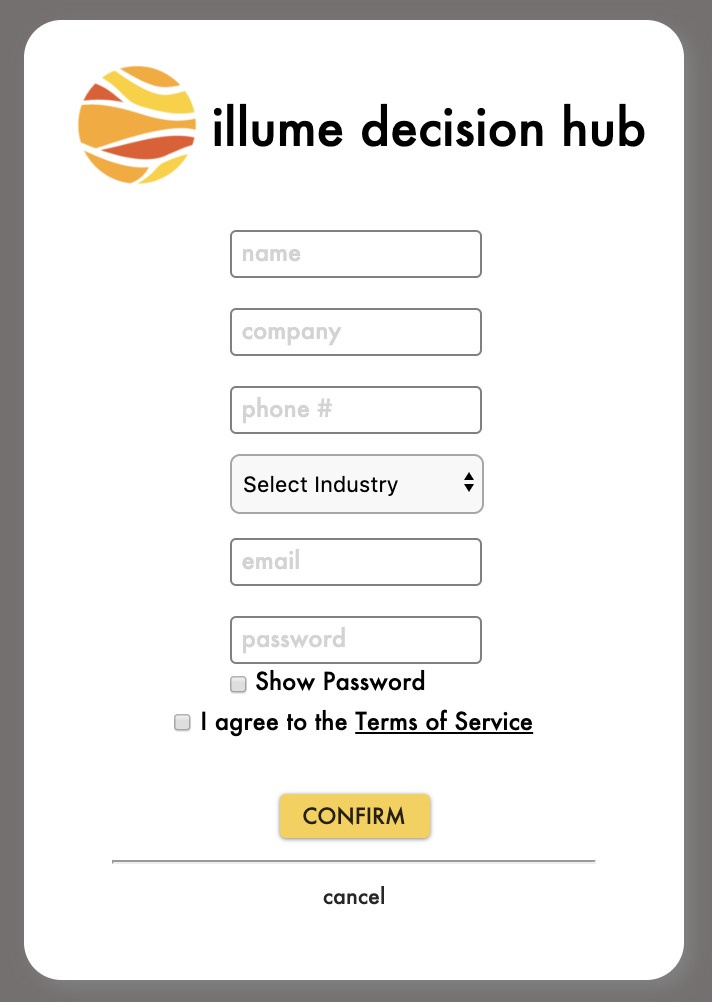 illume decision hub
name
company
phone #
Select Industry
email
password
Show Password
I agree to the Terms of Service
CONFIRM
cancel